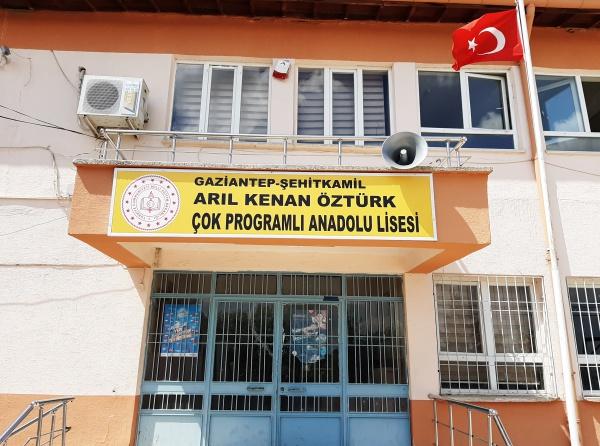 GAZİANTEP-ŞEHİTKAMİL
ARIL KENAN ÖZTÜRK
ÇOK PROGRAMLI ANADOLU LİSESİ